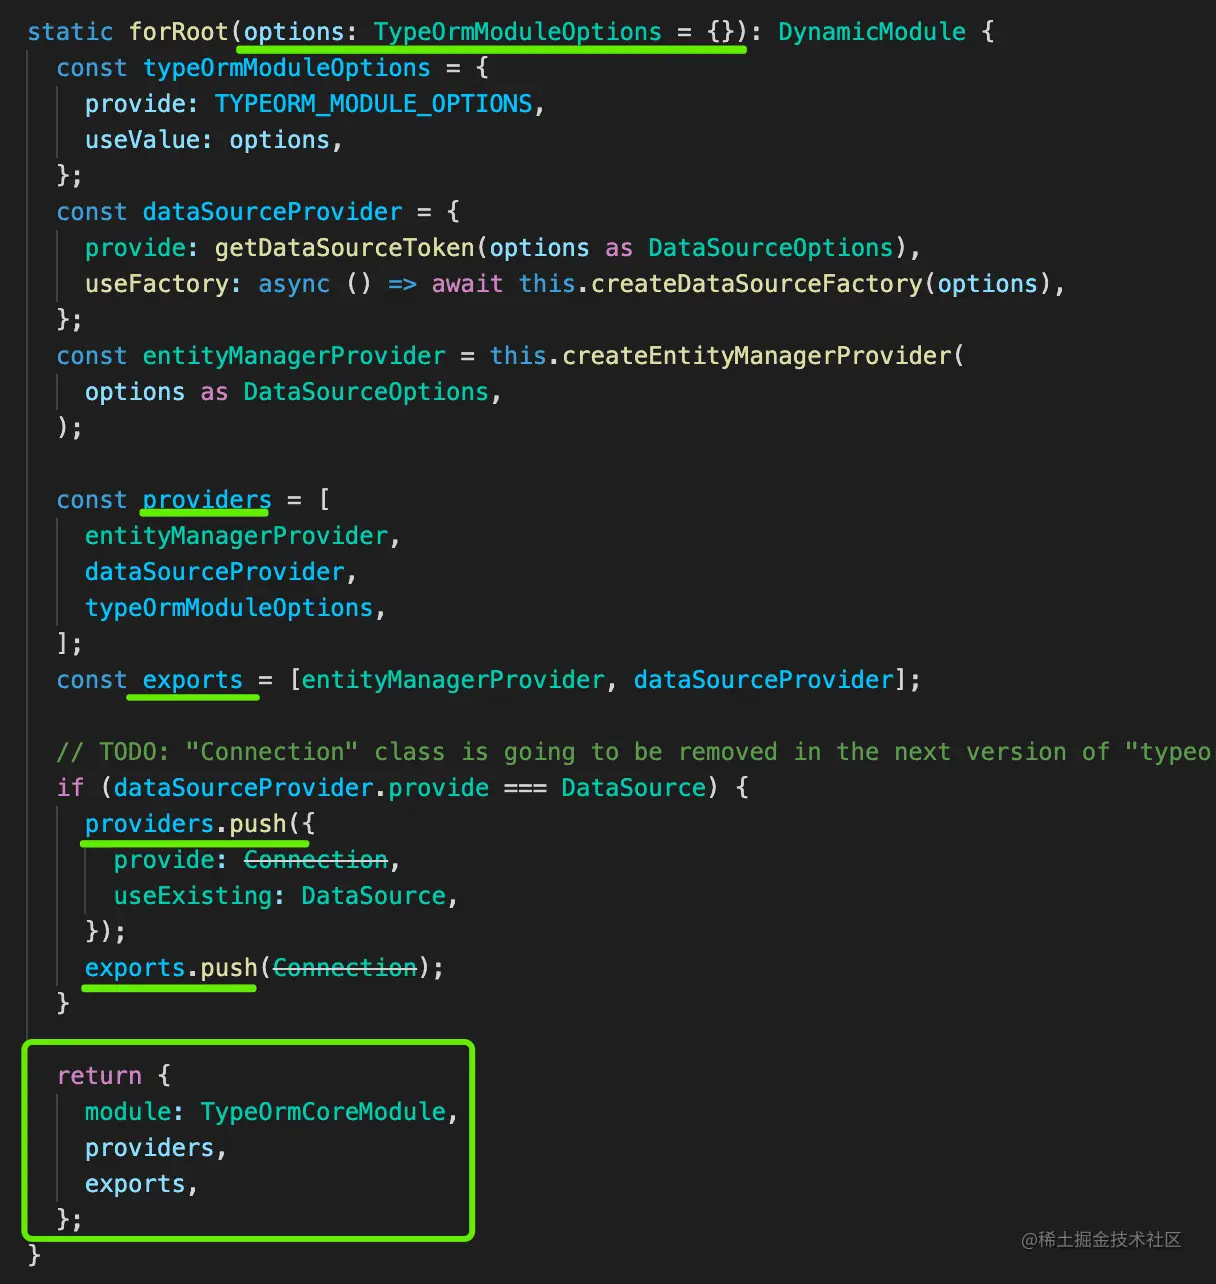 static forRoot(options: TypeOrmModuleOptions = {}): DynamicModule {
const typeOrmModuleOptions = {
provide: TYPEORM_MODULE_OPTIONS,
useValue: options,
};
const dataSourceProvider = {
provide: getDataSourceToken(options as DataSourceOptions),
useFactory: async () => await this.createDataSourceFactory(options),
};
const entityManagerProvider = this.createEntityManagerProvider(
options as DataSourceOptions,
);
const providers = [
entityManagerProvider,
dataSourceProvider,
typeOrmModuleOptions,
];
const exports = [entityManagerProvider, dataSourceProvider];
// TODO: "Connection" class is going to be removed in the next version of "typeo
if (dataSourceProvider.provide === DataSource) {
providers.push({
provide: Connection,
useExisting: DataSource,
});
exports.push(Connection);
}
return {
module: TypeOrmCoreModule,
providers,
exports,
};
}
@稀土掘金技术社区